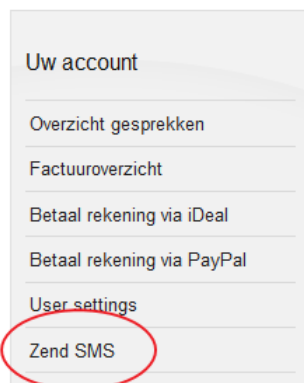 Uw account
Overzicht gesprekken
Factuuroverzicht
Betaal rekening via iDeal
Betaal rekening via PayPal
User settings
Zend SMS